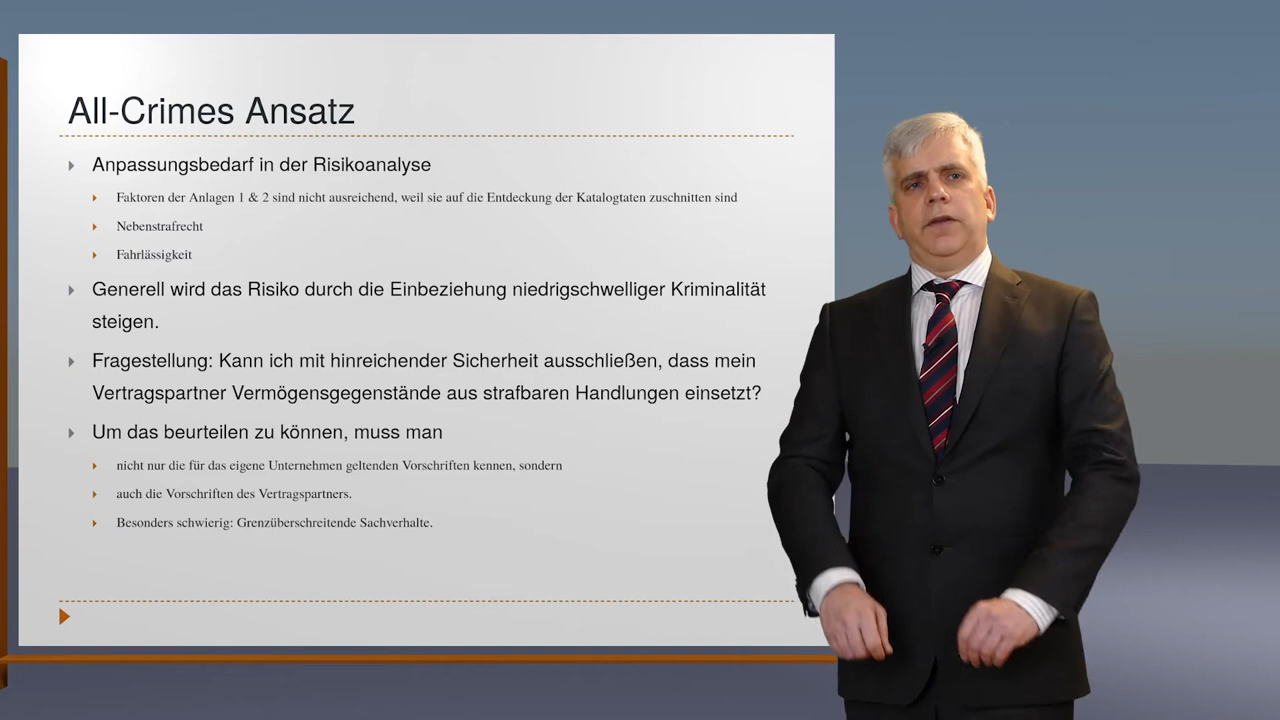 All-Crimes Ansatz
Anpassungsbedarf in der Risikoanalyse
Faktoren der Anlagen 1 & 2 sind nicht ausreichend, weil sie auf die Entdeckung der Katalogtaten zuschnitten sind
Nebenstrafrecht
Fahrlässigkeit
Generell wird das Risiko durch die Einbeziehung niedrigschwelliger Kriminalität
steigen.
Fragestellung: Kann ich mit hinreichender Sicherheit ausschließen, dass mein
Vertragspartner Vermögensgegenstände aus strafbaren Handlungen einsetzt?
Um das beurteilen zu können, muss man
nicht nur die für das eigene Unternehmen geltenden Vorschriften kennen, sondern
auch die Vorschriften des Vertragspartners.
Besonders schwierig: Grenzüberschreitende Sachverhalte.